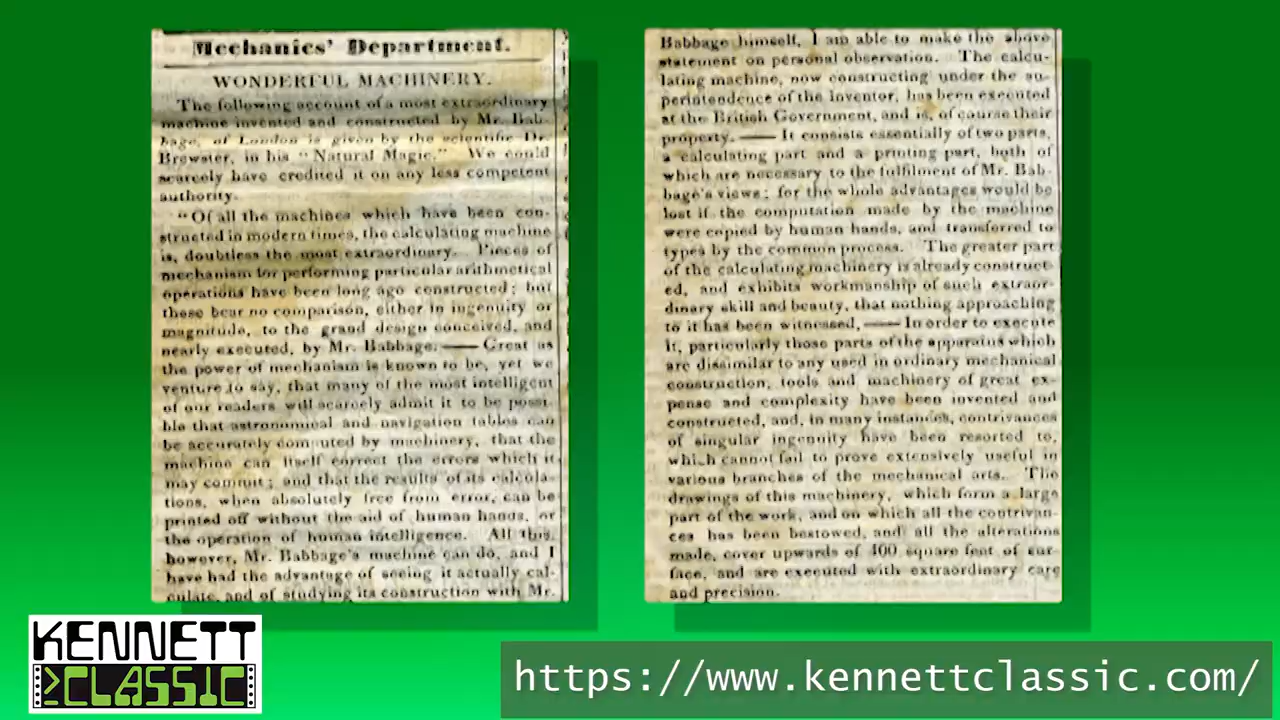 Mechanics' Department.
WONDERFUL MACHINERY.
The following account of a most extraordinary
machine invented and constructed by Mr. Bab-
bage, of London is given by the scientific Dr.
Brewster, in his "Natural Magic." We could
scarcely have credited it on any less competent
authority.
"Of all the machines which have been con-
structed in modern times, the calculating machine
is, doubtless the most extraordinary. Pieces of
mechanism for performing particular arithmetical
operations have been long ago constructed; but
these bear no comparison, either in ingenuity or
magnitude, to the grand design conceived, and
nearly executed, by Mr. Babbage. — Great as
the power of mechanism is known to be, yet we
venture to say, that many of the most intelligent
of our readers will scarcely admit it to be possi-
ble that astronomical and navigation tables can
be accurately computed by machinery, that the
machine can itself correct the errors which it
may commit; and that the results of its calcula-
tions, when absolutely free from error, can be
printed off without the aid of human hands, or
the operation of human intelligence. All this,
however, Mr. Babbage's machine can do, and I
have had the advantage of seeing it actually cal-
culate, and of studying its construction with Mr.
Babbage himself, I am able to make the above
statement on personal observation. The calcu-
lating machine, now constructing under the su-
perintendence of the inventor, has been executed
at the British Government, and is, of course their
property. — It consists essentially of two parts,
a calculating part and a printing part, both of
which are necessary to the fulfilment of Mr. Bab-
bage's views; for the whole advantages would be
lost if the computation made by the machine
were copied by human hands, and transferred to
types by the common process. The greater part
of the calculating machinery is already construct-
ed, and exhibits workmanship of such extraor-
dinary skill and beauty, that nothing approaching
to it has been witnessed, — In order to execute
it, particularly those parts of the apparatus which
are dissimilar to any used in ordinary mechanical
construction, tools and machinery of great ex-
pense and complexity have been invented and
constructed, and, in many instances, contrivances
of singular ingenuity have been resorted to,
which cannot fail to prove extensively useful in
various branches of the mechanical arts. The
drawings of this machinery, which form a large
part of the work, and on which all the contrivan-
ces has been bestowed, and all the alterations
made, cover upwards of 400 square feet of sur-
face, and are executed with extraordinary care
and precision.
KENNETT
CLASSIC
https://www.kennettclassic.com/